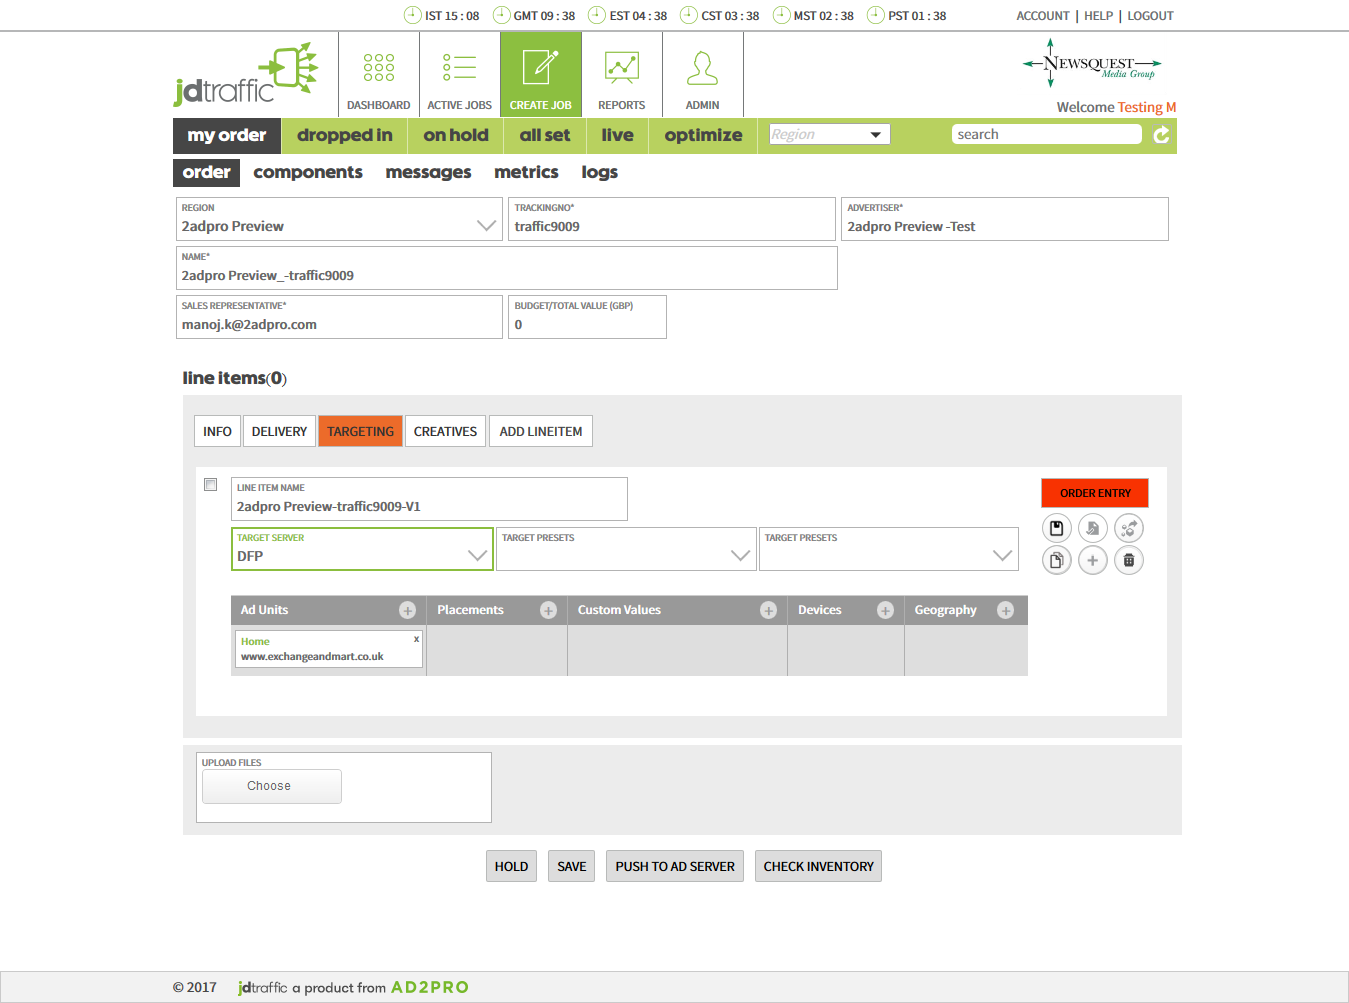 IST 15 : 08 GMT 09 : 38 EST 04 : 38 CST 03 : 38 MST 02 : 38 PST 01 : 38 ACCOUNT | HELP | LOGOUT
jdtraffic
DASHBOARD ACTIVE JOBS CREATE JOB REPORTS ADMIN
NEWSQUEST
Media Group
Welcome Testing M
my order dropped in on hold all set live optimize Region search
order components messages metrics logs
REGION TRACKINGNO* ADVERTISER*
2adpro Preview traffic9009 2adpro Preview -Test
NAME*
2adpro Preview_-traffic9009
SALES REPRESENTATIVE* BUDGET/TOTAL VALUE (GBP)
manoj.k@2adpro.com 0
line items(0)
INFO DELIVERY TARGETING CREATIVES ADD LINEITEM
LINE ITEM NAME
2adpro Preview-traffic9009-V1
ORDER ENTRY
TARGET SERVER TARGET PRESETS TARGET PRESETS
DFP
Ad Units + Placements + Custom Values + Devices + Geography +
Home x
www.exchangeandmart.co.uk
UPLOAD FILES
Choose
HOLD SAVE PUSH TO AD SERVER CHECK INVENTORY
© 2017 jdtraffic a product from AD2PRO